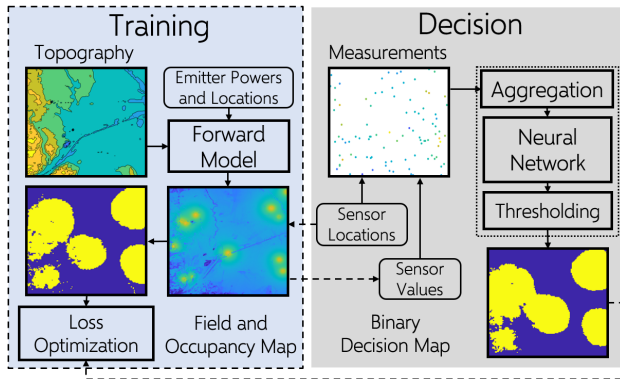 Training
Topography
Emitter Powers
and Locations
Forward
Model
Loss
Optimization
Field and
Occupancy Map
Decision
Measurements
Aggregation
Neural
Network
Thresholding
Sensor
Locations
Sensor
Values
Binary
Decision Map